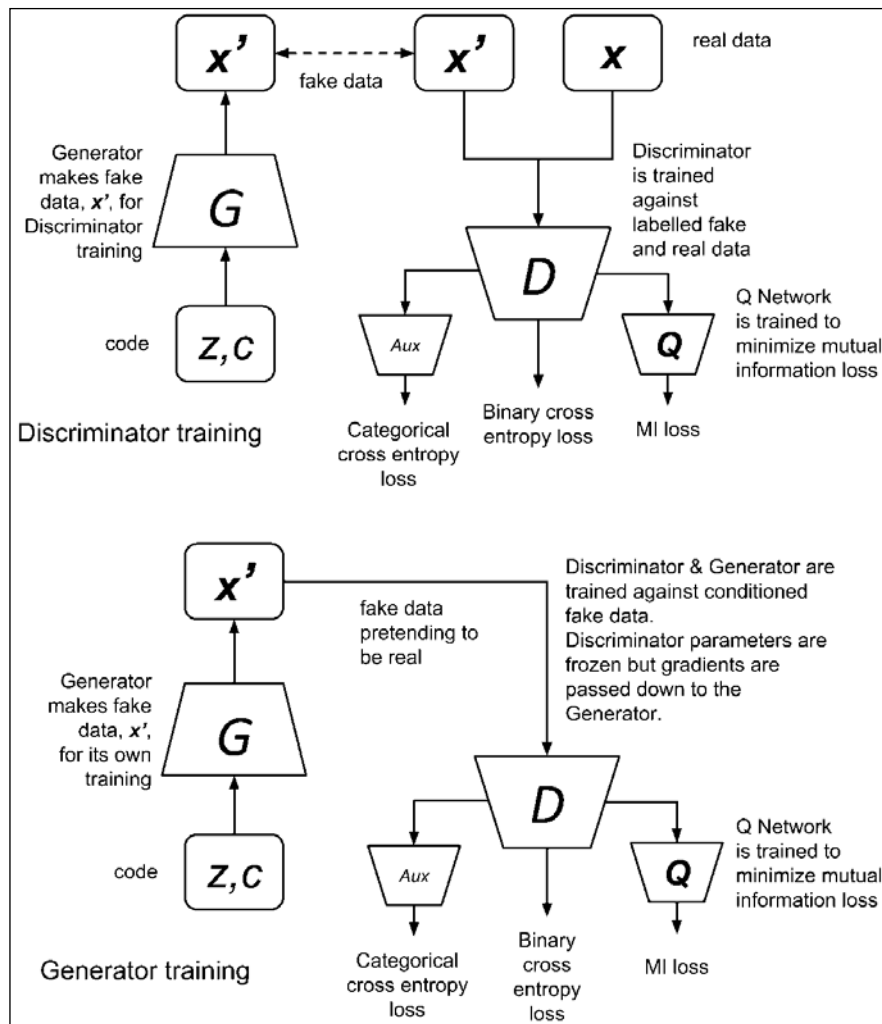 x’
x’
x
real data
fake data
Generator
makes fake
data, x’, for
Discriminator
training
G
Discriminator
is trained
against
labelled fake
and real data
D
code
z,c
Aux
Q
Q Network
is trained to
minimize mutual
information loss
Discriminator training
Categorical
cross entropy
loss
Binary cross
entropy loss
MI loss
x’
fake data
pretending to
be real
Discriminator & Generator are
trained against conditioned
fake data.
Discriminator parameters are
frozen but gradients are
passed down to the
Generator.
Generator
makes fake
data, x’,
for its own
training
G
D
code
z,c
Aux
Q
Q Network
is trained to
minimize mutual
information loss
Generator training
Categorical
cross entropy
loss
Binary
cross
entropy
loss
MI loss